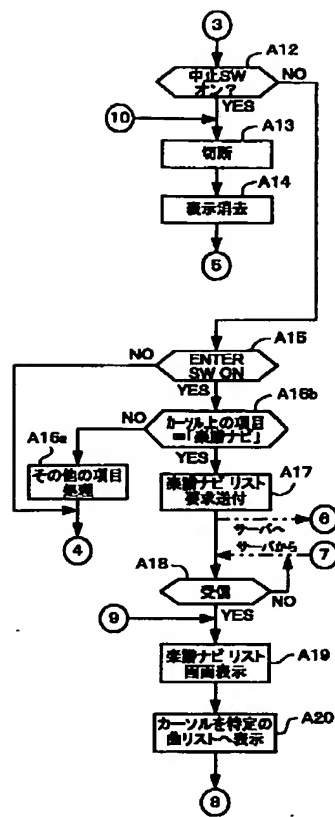 3
A12
中止SW
オン?
NO
YES
10
A13
切断
A14
表示消去
5
A15
NO
ENTER
SW ON
YES
A16b
カーソル上の項目
=「楽譜ナビ」
NO
A16a
その他の項目
処理
YES
A17
楽譜ナビ リスト
要求送付
4
サーバへ
6
サーバから
7
A18
受信
NO
9
YES
A19
楽譜ナビ リスト
画面表示
A20
カーソルを特定の
曲リストへ表示
8